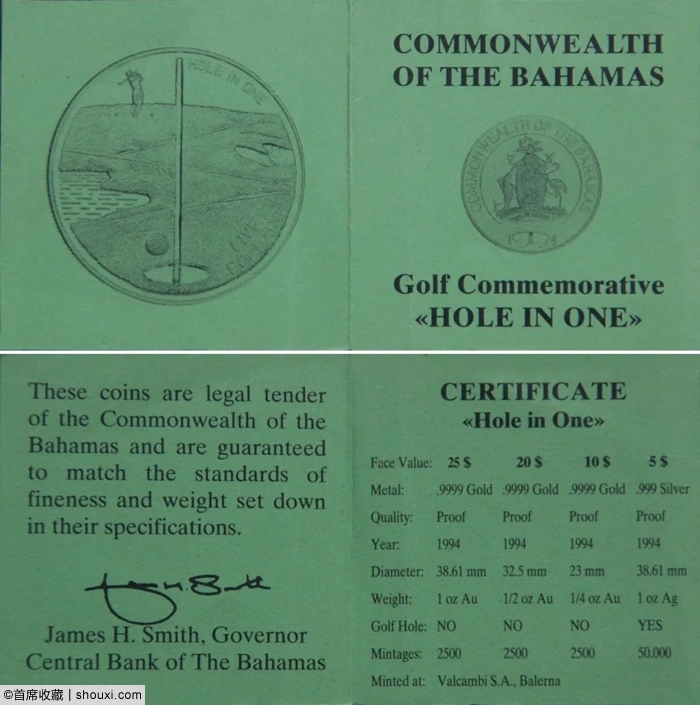 HOLE IN ONE
FIVE
COMMONWEALTH
OF THE BAHAMAS
COMMONWEALTH OF THE BAHAMAS
Golf Commemorative
«HOLE IN ONE»
These coins are legal tender
of the Commonwealth of the
Bahamas and are guaranteed
to match the standards of
fineness and weight set down
in their specifications.
James H. Smith, Governor
Central Bank of The Bahamas
CERTIFICATE
«Hole in One»
Face Value: 25 $ 20 $ 10 $ 5 $
Metal: .9999 Gold .9999 Gold .9999 Gold .999 Silver
Quality: Proof Proof Proof Proof
Year: 1994 1994 1994 1994
Diameter: 38.61 mm 32.5 mm 23 mm 38.61 mm
Weight: 1 oz Au 1/2 oz Au 1/4 oz Au 1 oz Ag
Golf Hole: NO NO NO YES
Mintages: 2500 2500 2500 50.000
Minted at: Valcambi S.A., Balerna
©首席收藏 | shouxi.com